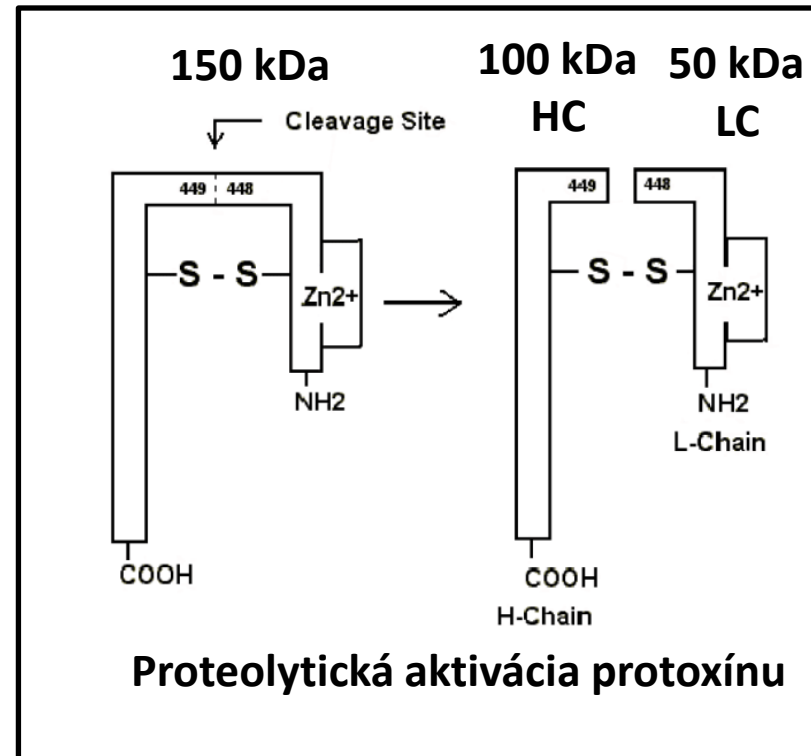 150 kDa
100 kDa
HC
50 kDa
LC
Cleavage Site
449 448
S - S
Zn2+
NH2
COOH
449
448
S - S
Zn2+
NH2
L-Chain
COOH
H-Chain
Proteolytická aktivácia protoxínu